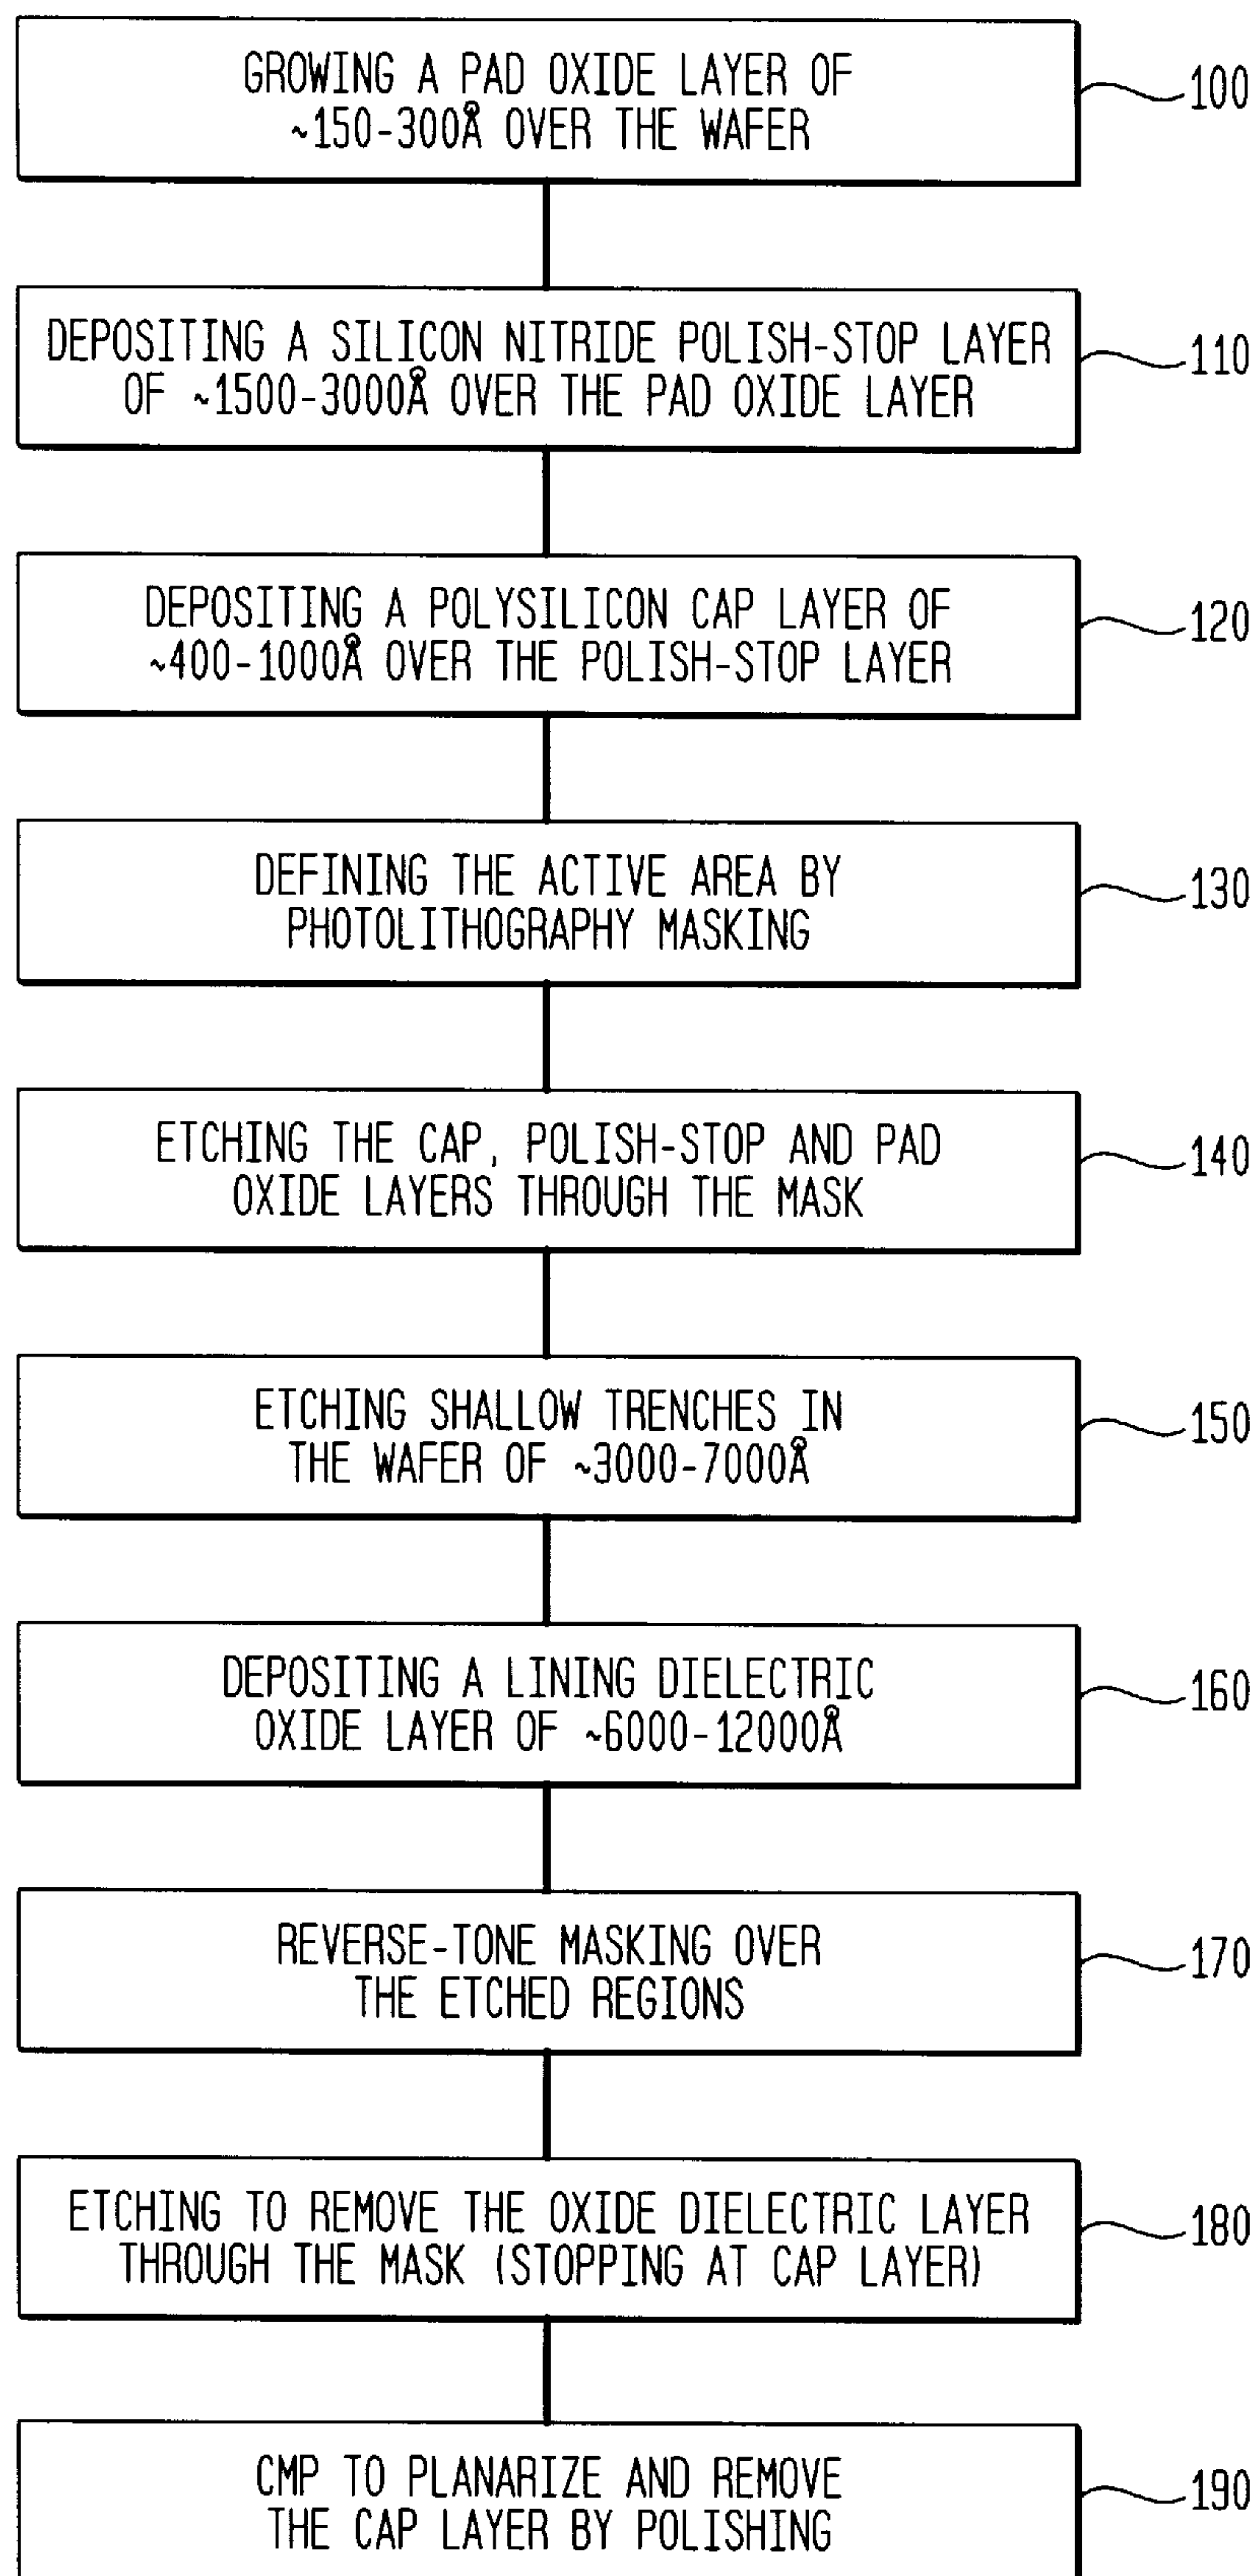 GROWING A PAD OXIDE LAYER OF
~150-300Å OVER THE WAFER
100
DEPOSITING A SILICON NITRIDE POLISH-STOP LAYER
OF ~1500-3000Å OVER THE PAD OXIDE LAYER
110
DEPOSITING A POLYSILICON CAP LAYER OF
~400-1000Å OVER THE POLISH-STOP LAYER
120
DEFINING THE ACTIVE AREA BY
PHOTOLITHOGRAPHY MASKING
130
ETCHING THE CAP, POLISH-STOP AND PAD
OXIDE LAYERS THROUGH THE MASK
140
ETCHING SHALLOW TRENCHES IN
THE WAFER OF ~3000-7000Å
150
DEPOSITING A LINING DIELECTRIC
OXIDE LAYER OF ~6000-12000Å
160
REVERSE-TONE MASKING OVER
THE ETCHED REGIONS
170
ETCHING TO REMOVE THE OXIDE DIELECTRIC LAYER
THROUGH THE MASK (STOPPING AT CAP LAYER)
180
CMP TO PLANARIZE AND REMOVE
THE CAP LAYER BY POLISHING
190